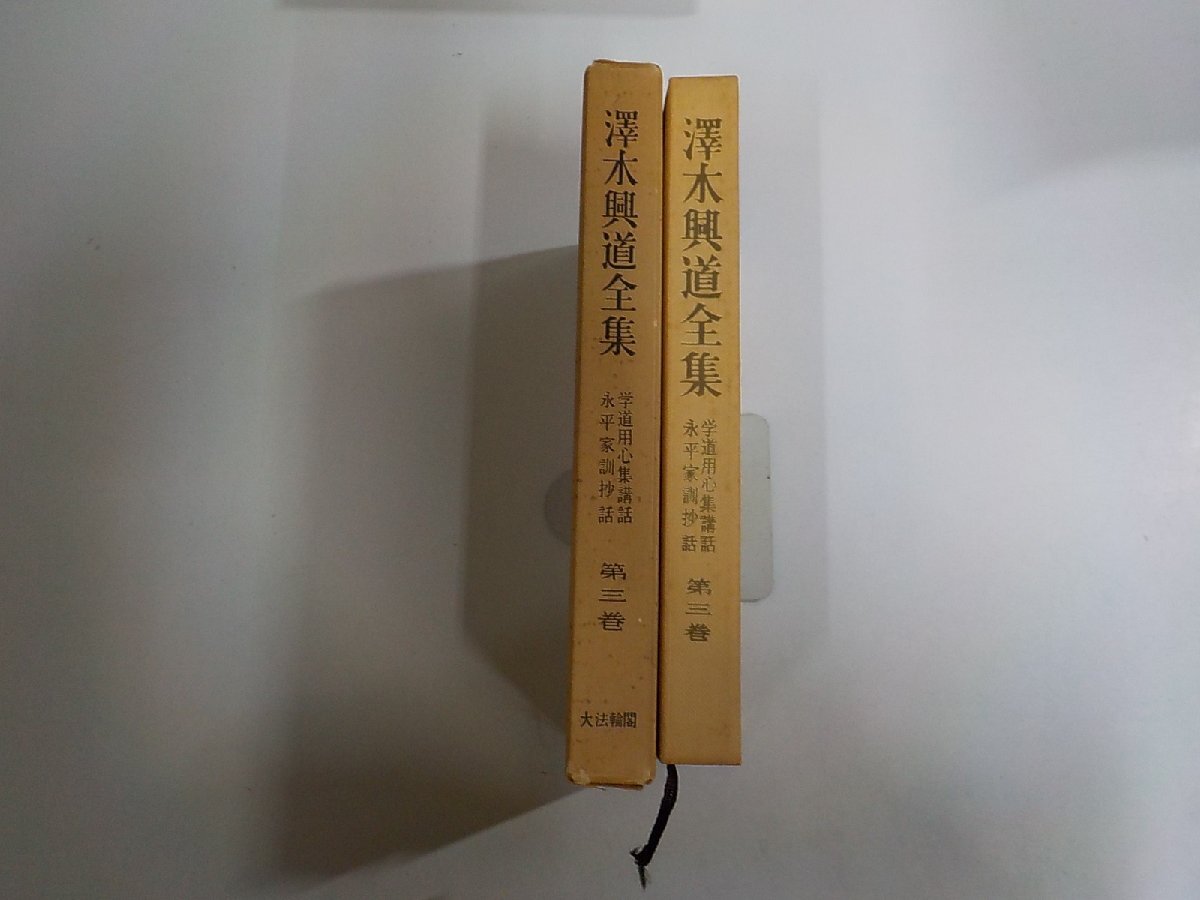 澤木興道全集
学道用心集講話
永平家訓抄話
第三巻
大法輪閣
澤木興道全集
学道用心集講話
永平家訓抄話
第三巻